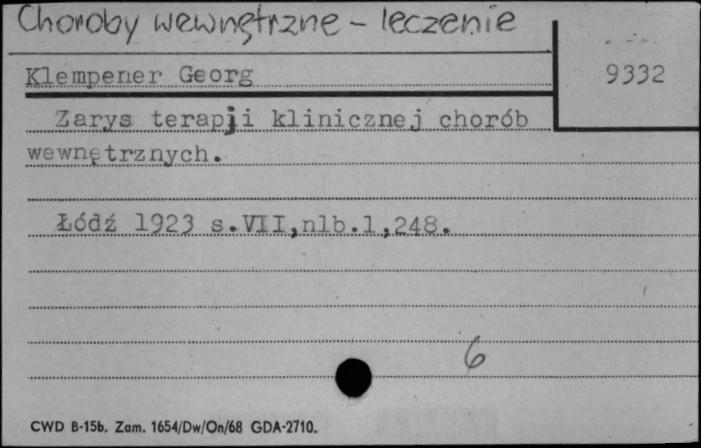 Choroby wewnętrzne - leczenie
Klempener Georg
9332
Zarys terapji klinicznej chorób
wewnętrznych.
Łódź 1923 s.VII,nlb.1,248.
6
CWD B-15b. Zam. 1654/Dw/On/68 GDA-2710.